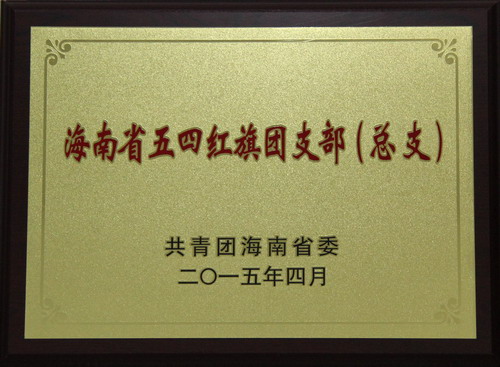 海南省五四红旗团支部(总支)
共青团海南省委
二〇一五年四月